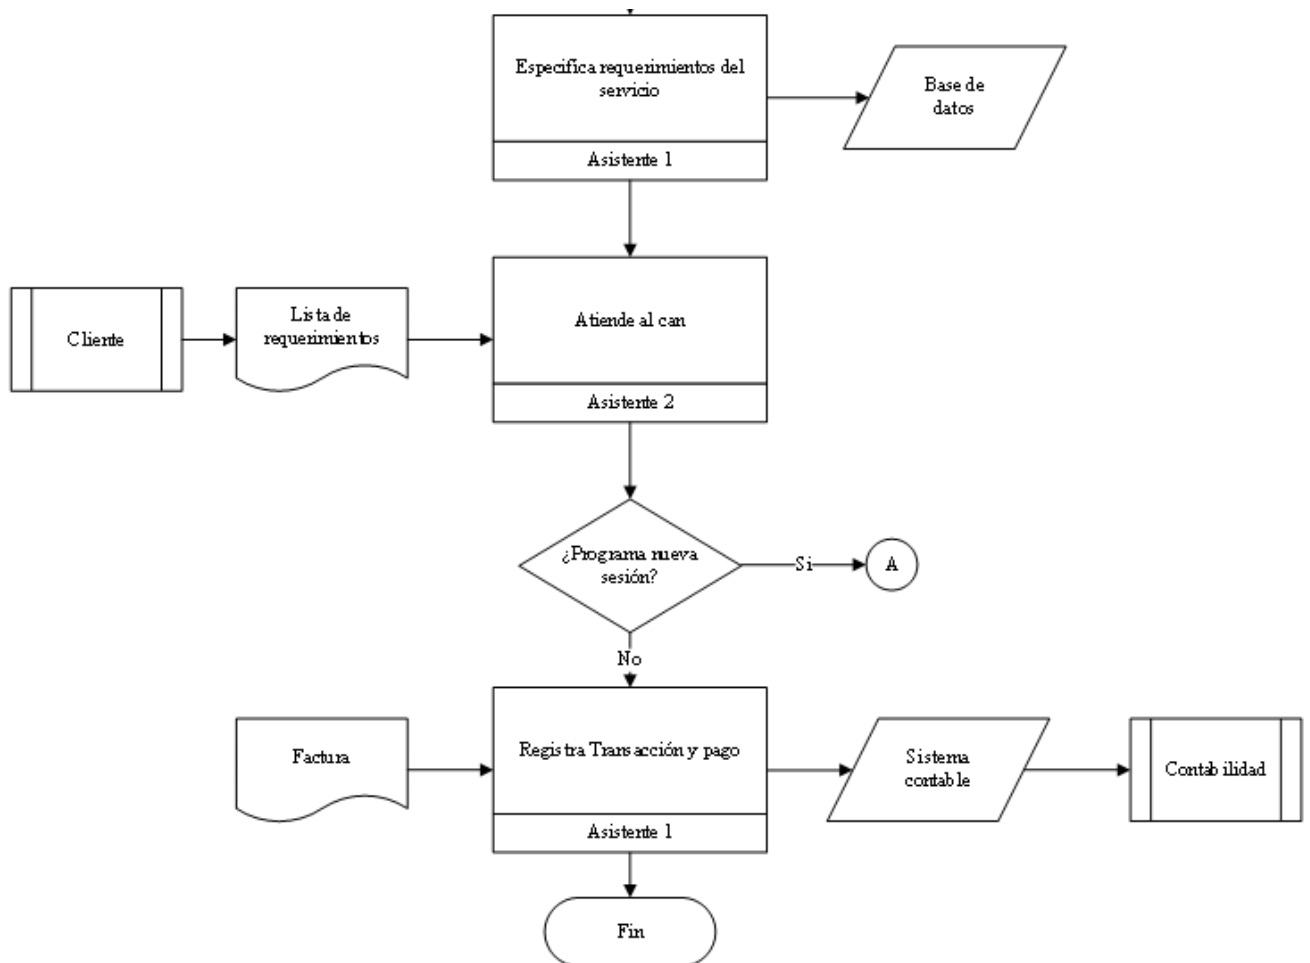 Especifica requerimientos del
servicio
Asistente 1
Base de
datos
Cliente
Lista de
requerimientos
Atiende al can
Asistente 2
¿Programa nueva
sesión?
Si
A
No
Factura
Registra Transacción y pago
Asistente 1
Sistema
contable
Contabilidad
Fin